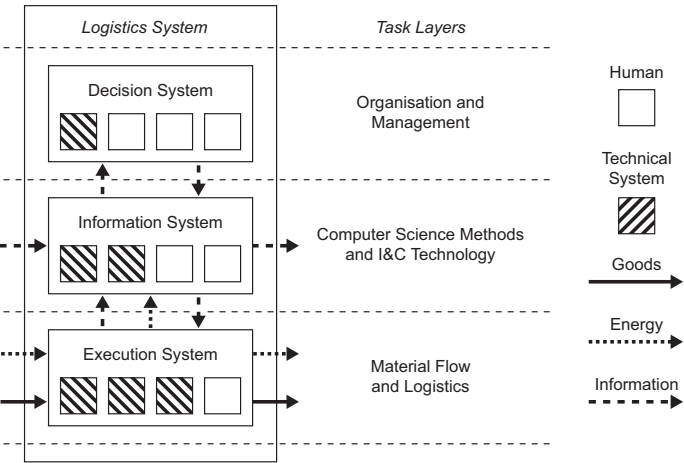 Logistics System
Task Layers
Decision System
Organisation and
Management
Information System
Computer Science Methods
and I&C Technology
Execution System
Material Flow
and Logistics
Human
Technical
System
Goods
Energy
Information